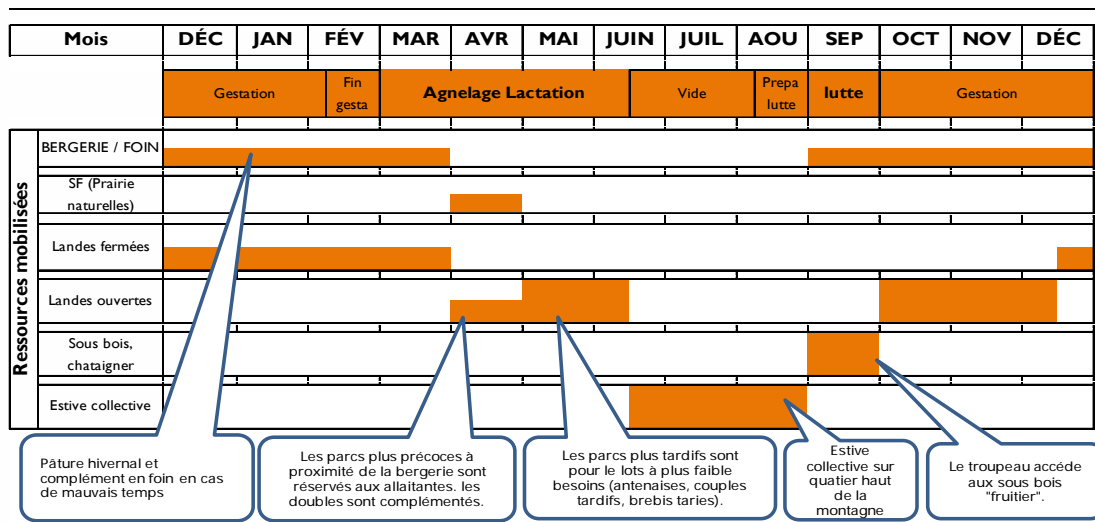 Mois DÉC JAN FÉV MAR AVR MAI JUIN JUIL AOU SEP OCT NOV DÉC
Gestation
Fin
gesta
Agnelage Lactation
Vide
Prepa
lutte
lutte
Gestation
Ressources mobilisées
BERGERIE / FOIN
SF (Prairie
naturelles)
Landes fermées
Landes ouvertes
Sous bois,
chataigner
Estive collective
Pâture hivernal et
complément en foin en cas
de mauvais temps
Les parcs plus précoces à
proximité de la bergerie sont
réservés aux allaitantes. les
doubles sont complémentés.
Les parcs plus tardifs sont
pour le lots à plus faible
besoins (antenaises, couples
tardifs, brebis taries).
Estive
collective sur
quatier haut
de la
montagne
Le troupeau accéde
aux sous bois
"fruitier".